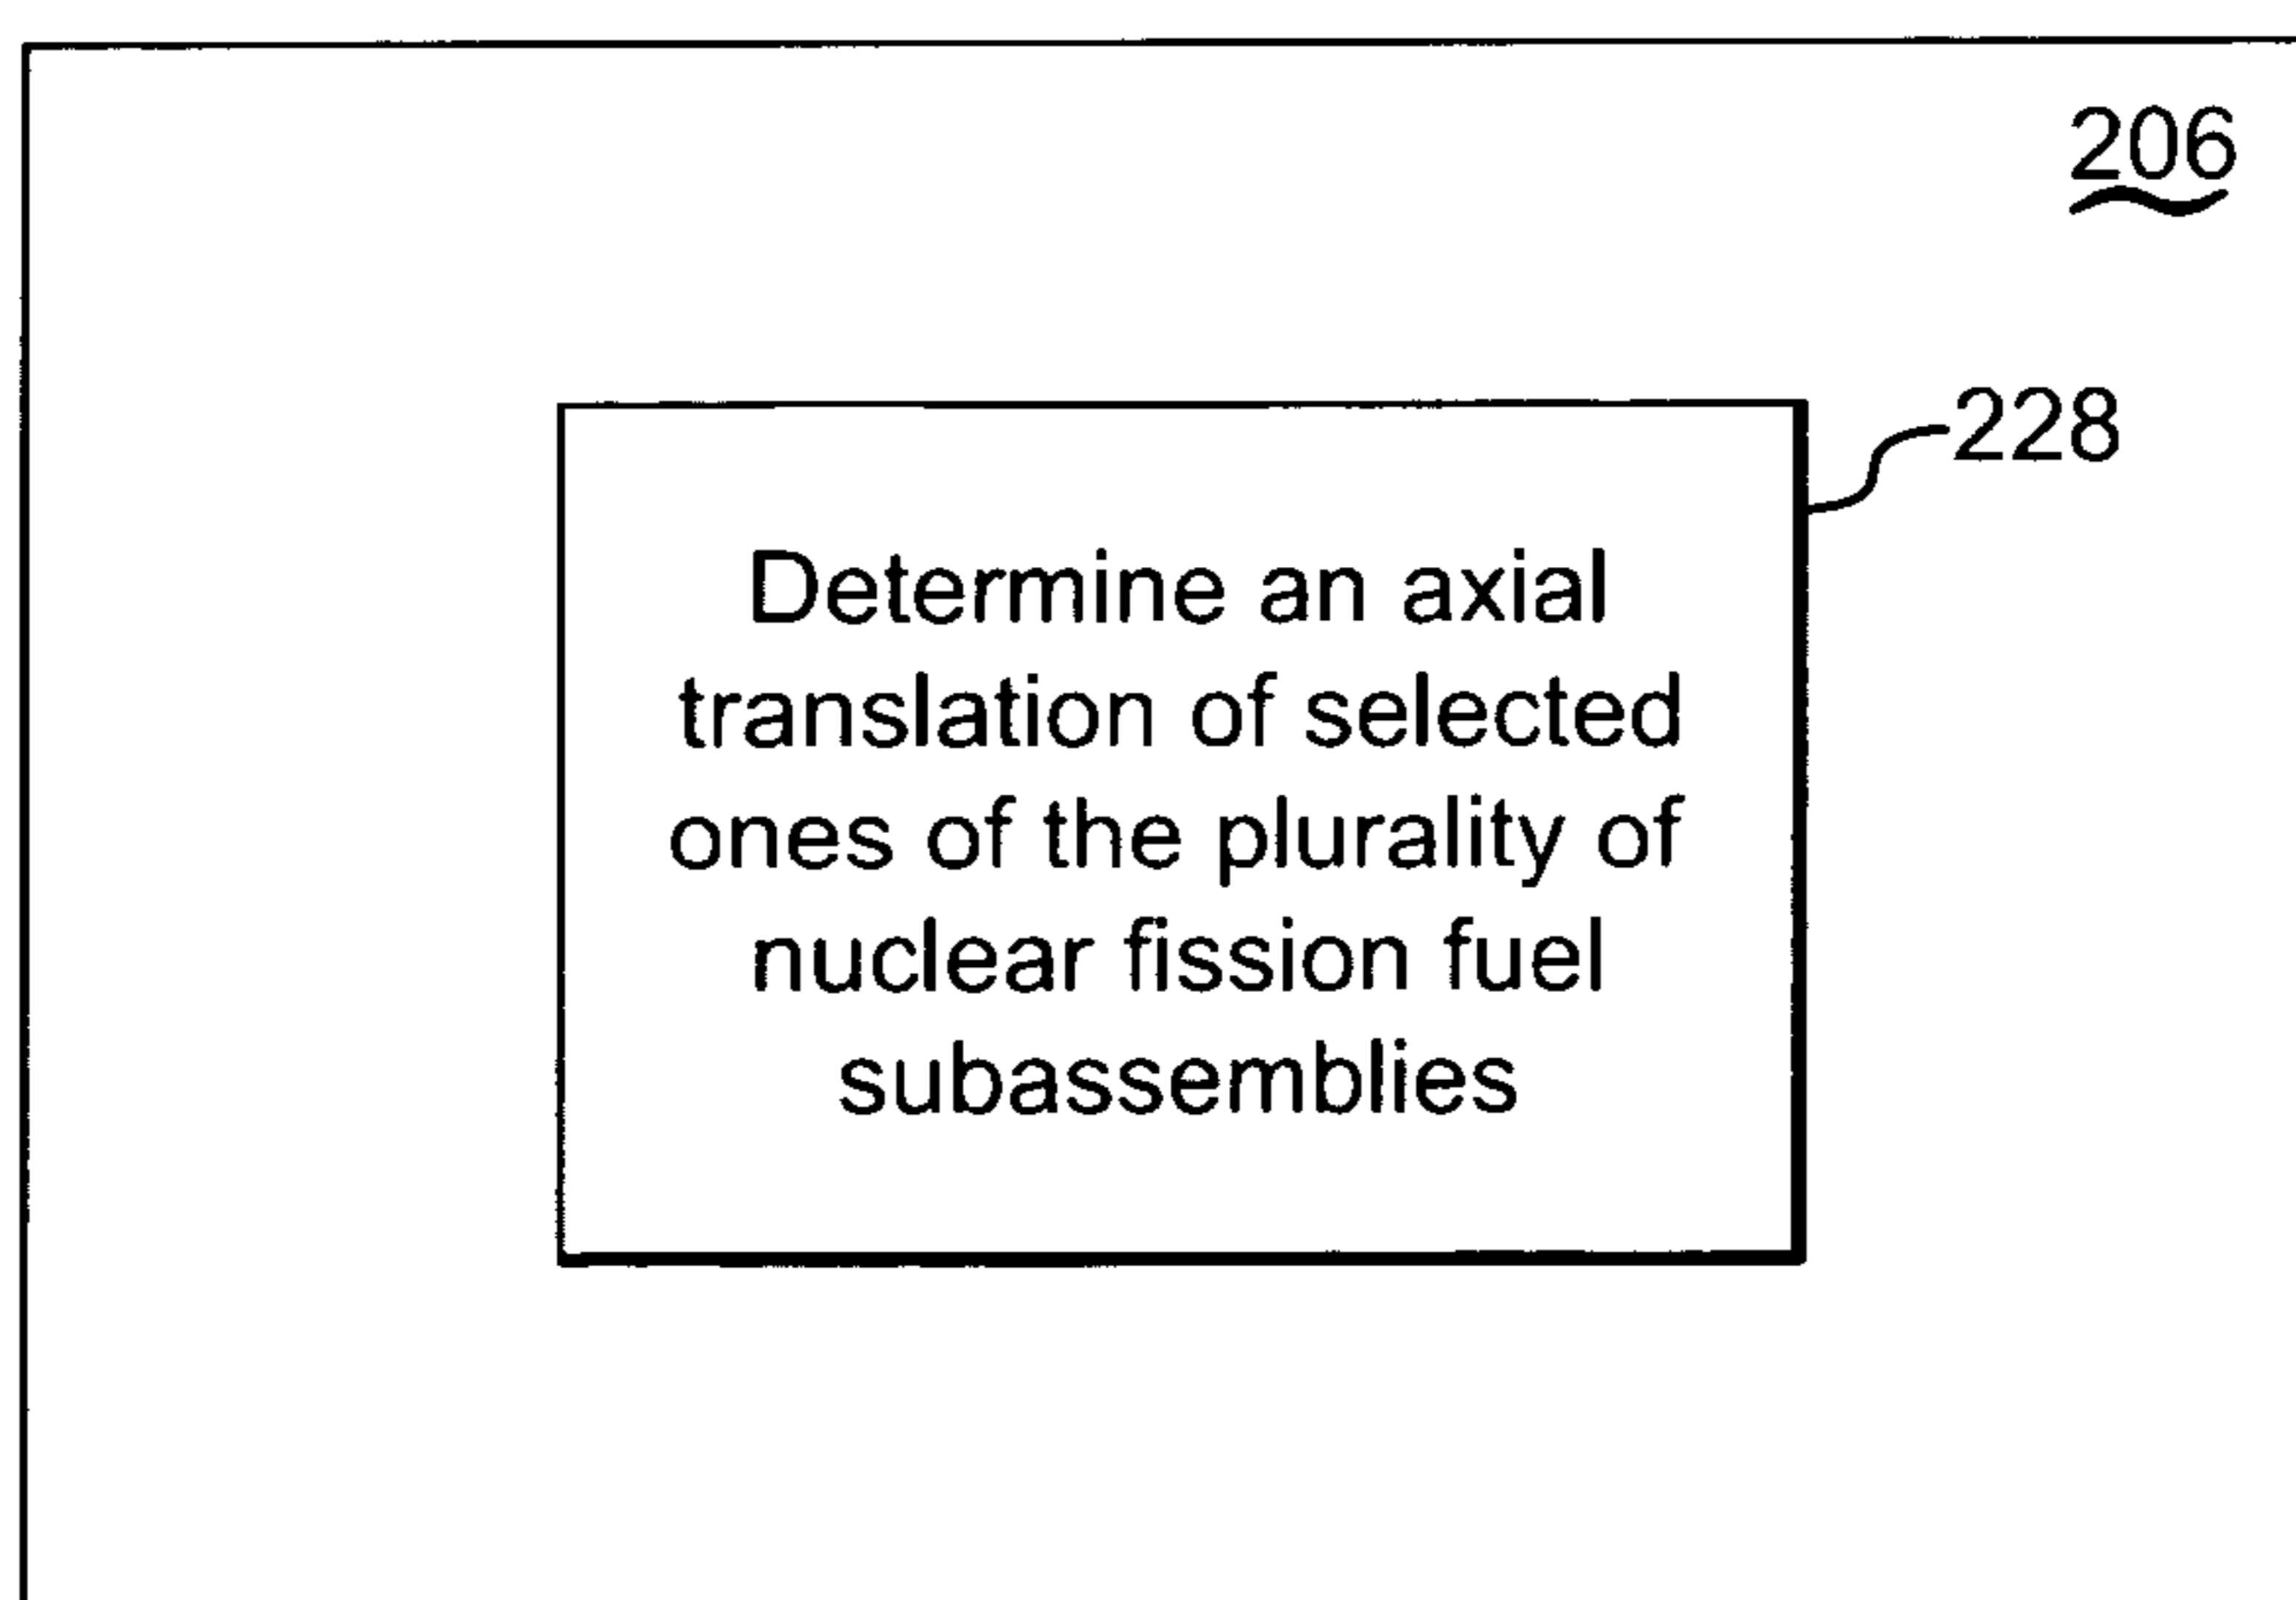 206
228
Determine an axial
translation of selected
ones of the plurality of
nuclear fission fuel
subassemblies